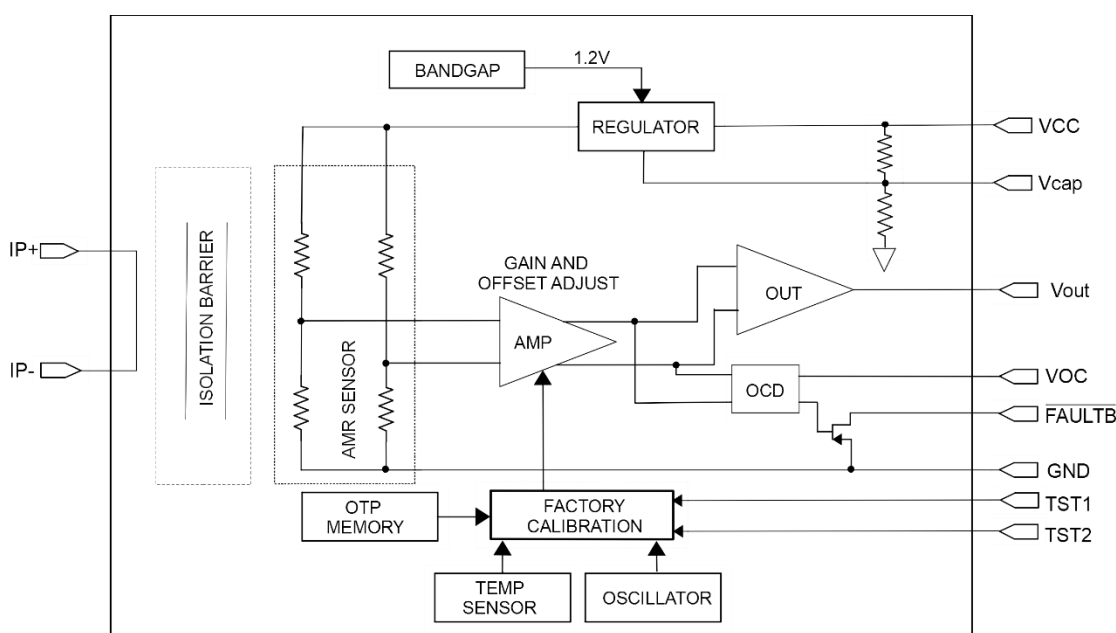 BANDGAP
1.2V
REGULATOR
VCC
Vcap
IP+
IP-
ISOLATION BARRIER
AMR SENSOR
GAIN AND
OFFSET ADJUST
AMP
OUT
Vout
OCD
VOC
FAULTB
GND
TST1
TST2
OTP
MEMORY
FACTORY
CALIBRATION
TEMP
SENSOR
OSCILLATOR